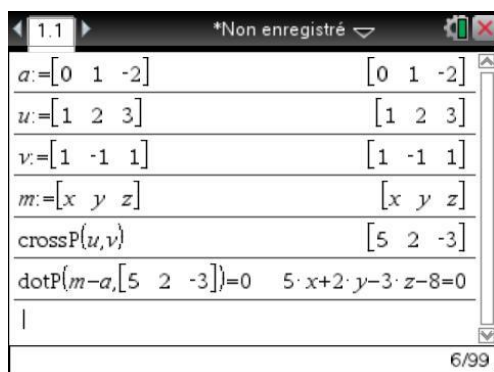 1.1 *Non enregistré
a:=[0 1 -2] [0 1 -2]
u:=[1 2 3] [1 2 3]
v:=[1 -1 1] [1 -1 1]
m:=[x y z] [x y z]
crossP(u,v) [5 2 -3]
dotP(m-a,[5 2 -3])=0 5·x+2·y-3·z-8=0
6/99